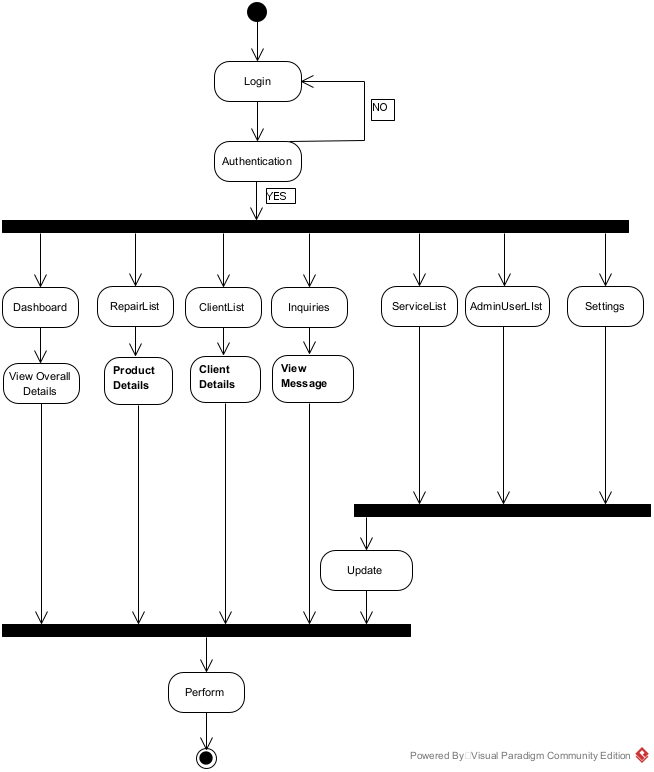 Login
NO
Authentication
YES
Dashboard
RepairList
ClientList
Inquiries
ServiceList
AdminUserLIst
Settings
View Overall
Details
Product
Details
Client
Details
View
Message
Update
Perform
Powered By Visual Paradigm Community Edition